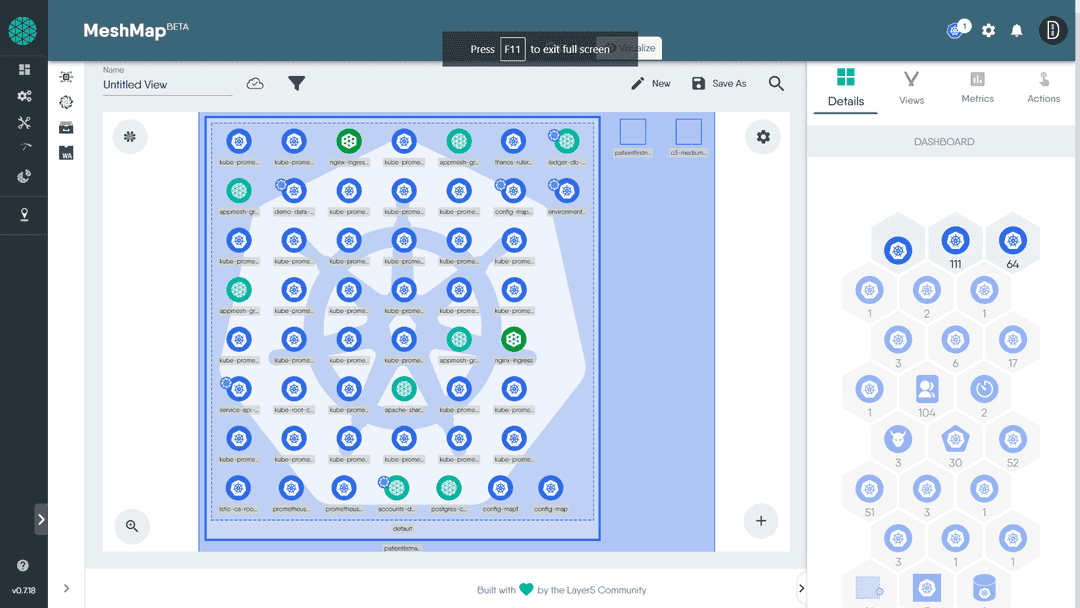 MeshMap BETA
Press F11 to exit full screen
Visualize
1
Name
Untitled View
New
Save As
Details
Views
Metrics
Actions
DASHBOARD
kube-prome... kube-prome... nginx-ingres... kube-prome... appmesh-gr... kube-prome... ledger-db-...
patientfirstn... c3-medium...
appmesh-gr... demo-data-... kube-prome... kube-prome... kube-prome... config-map... environment...
kube-prome... kube-prome... kube-prome... kube-prome... kube-prome... kube-prome...
appmesh-gr... kube-prome... kube-prome... kube-prome... kube-prome... kube-prome...
kube-prome... kube-prome... kube-prome... kube-prome... appmesh-gr... nginx-ingress
service-api-... kube-root-c... kube-prome... apache-shar... kube-prome... kube-prome...
kube-prome... kube-prome... kube-prome... kube-prome... kube-prome... kube-prome...
istio-ca-roo... prometheus... prometheus... accounts-d... postgres-c... config-map1 config-map
default
111 64
1 2 1
3 6 17
1 104 2
3 30 52
51 3 1
3 1 1
WA
v0.7.18
Built with by the Layer5 Community